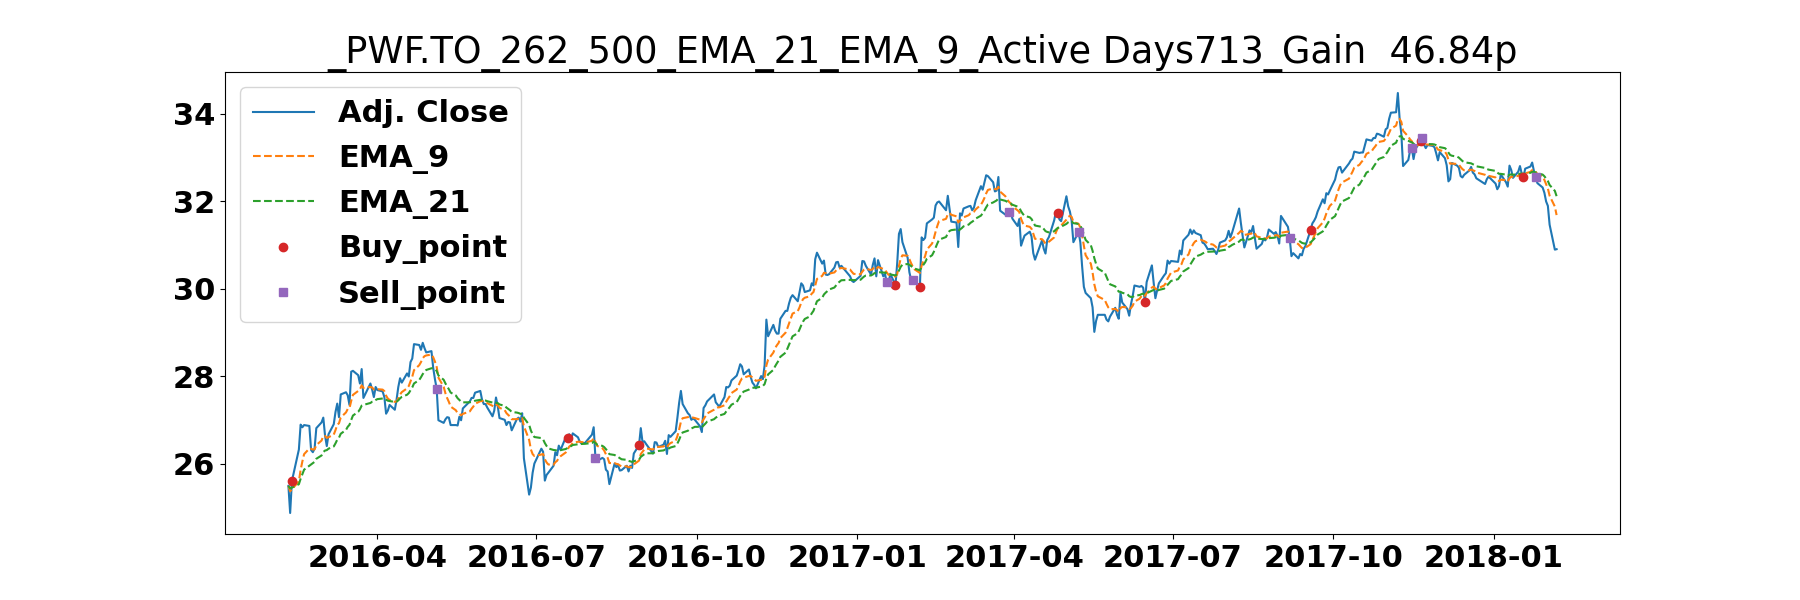 _PWF.TO_262_500_EMA_21_EMA_9_Active Days713_Gain  46.84p
Adj. Close
EMA_9
EMA_21
Buy_point
Sell_point
34
32
30
28
26
2016-04 2016-07 2016-10 2017-01 2017-04 2017-07 2017-10 2018-01